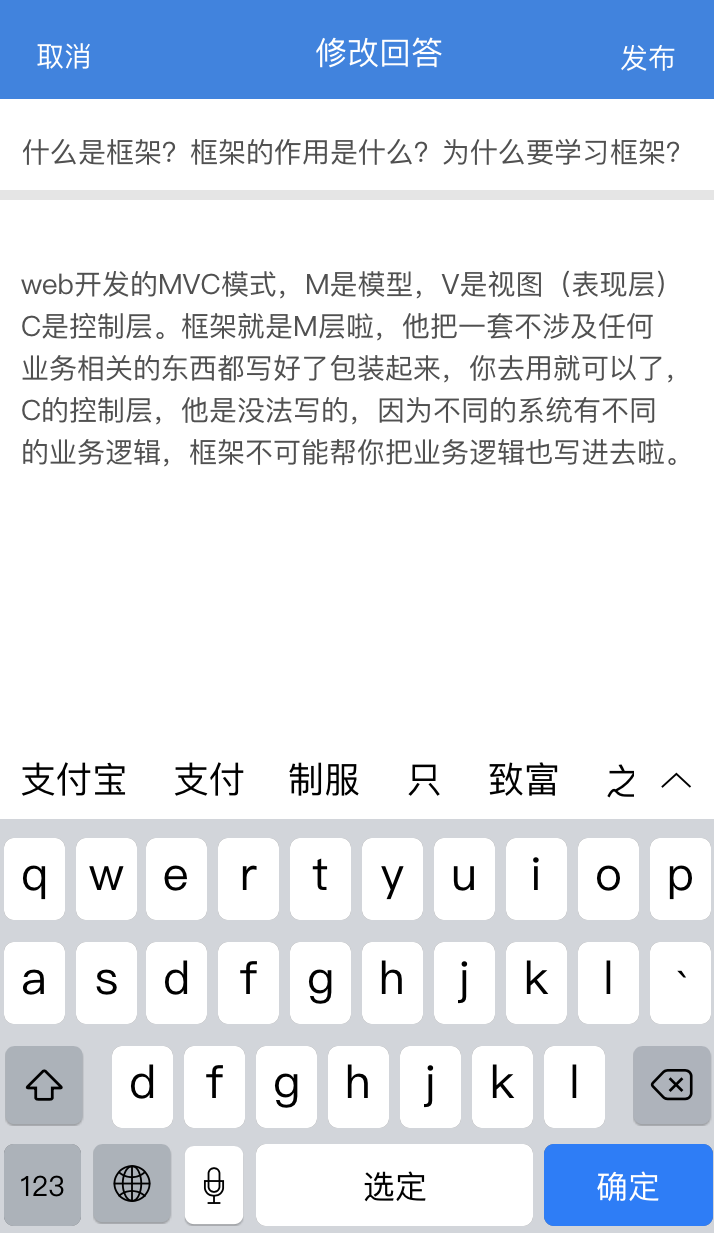 取消 修改回答 发布
什么是框架？框架的作用是什么？为什么要学习框架？
web开发的MVC模式，M是模型，V是视图（表现层）
C是控制层。框架就是M层啦，他把一套不涉及任何
业务相关的东西都写好了包装起来，你去用就可以了，
C的控制层，他是没法写的，因为不同的系统有不同
的业务逻辑，框架不可能帮你把业务逻辑也写进去啦。
支付宝 支付 制服 只 致富 之
q w e r t y u i o p
a s d f g h j k l 、
d f g h j k l
123 选定 确定